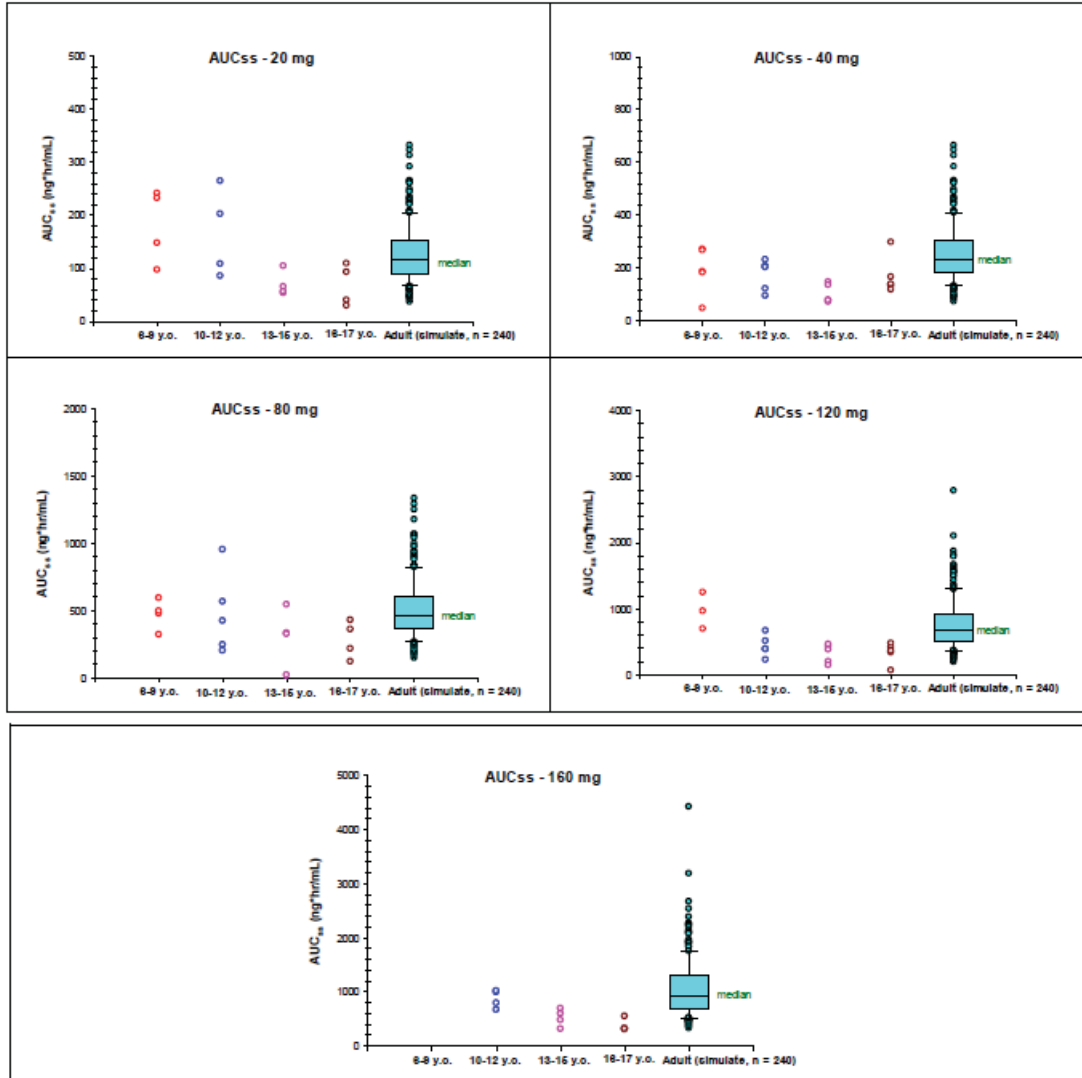 AUCss - 20 mg
500
400
300
200
100
0
AUCss (ng*hr/mL)
median
6-9 y.o. 10-12 y.o. 13-15 y.o. 16-17 y.o. Adult (simulate, n = 240)
AUCss - 40 mg
1000
800
600
400
200
0
AUCss (ng*hr/mL)
median
6-9 y.o. 10-12 y.o. 13-15 y.o. 16-17 y.o. Adult (simulate, n = 240)
AUCss - 80 mg
2000
1500
1000
500
0
AUCss (ng*hr/mL)
median
6-9 y.o. 10-12 y.o. 13-15 y.o. 16-17 y.o. Adult (simulate, n = 240)
AUCss - 120 mg
4000
3000
2000
1000
0
AUCss (ng*hr/mL)
median
6-9 y.o. 10-12 y.o. 13-15 y.o. 16-17 y.o. Adult (simulate, n = 240)
AUCss - 160 mg
5000
4000
3000
2000
1000
0
AUCss (ng*hr/mL)
median
6-9 y.o. 10-12 y.o. 13-15 y.o. 16-17 y.o. Adult (simulate, n = 240)